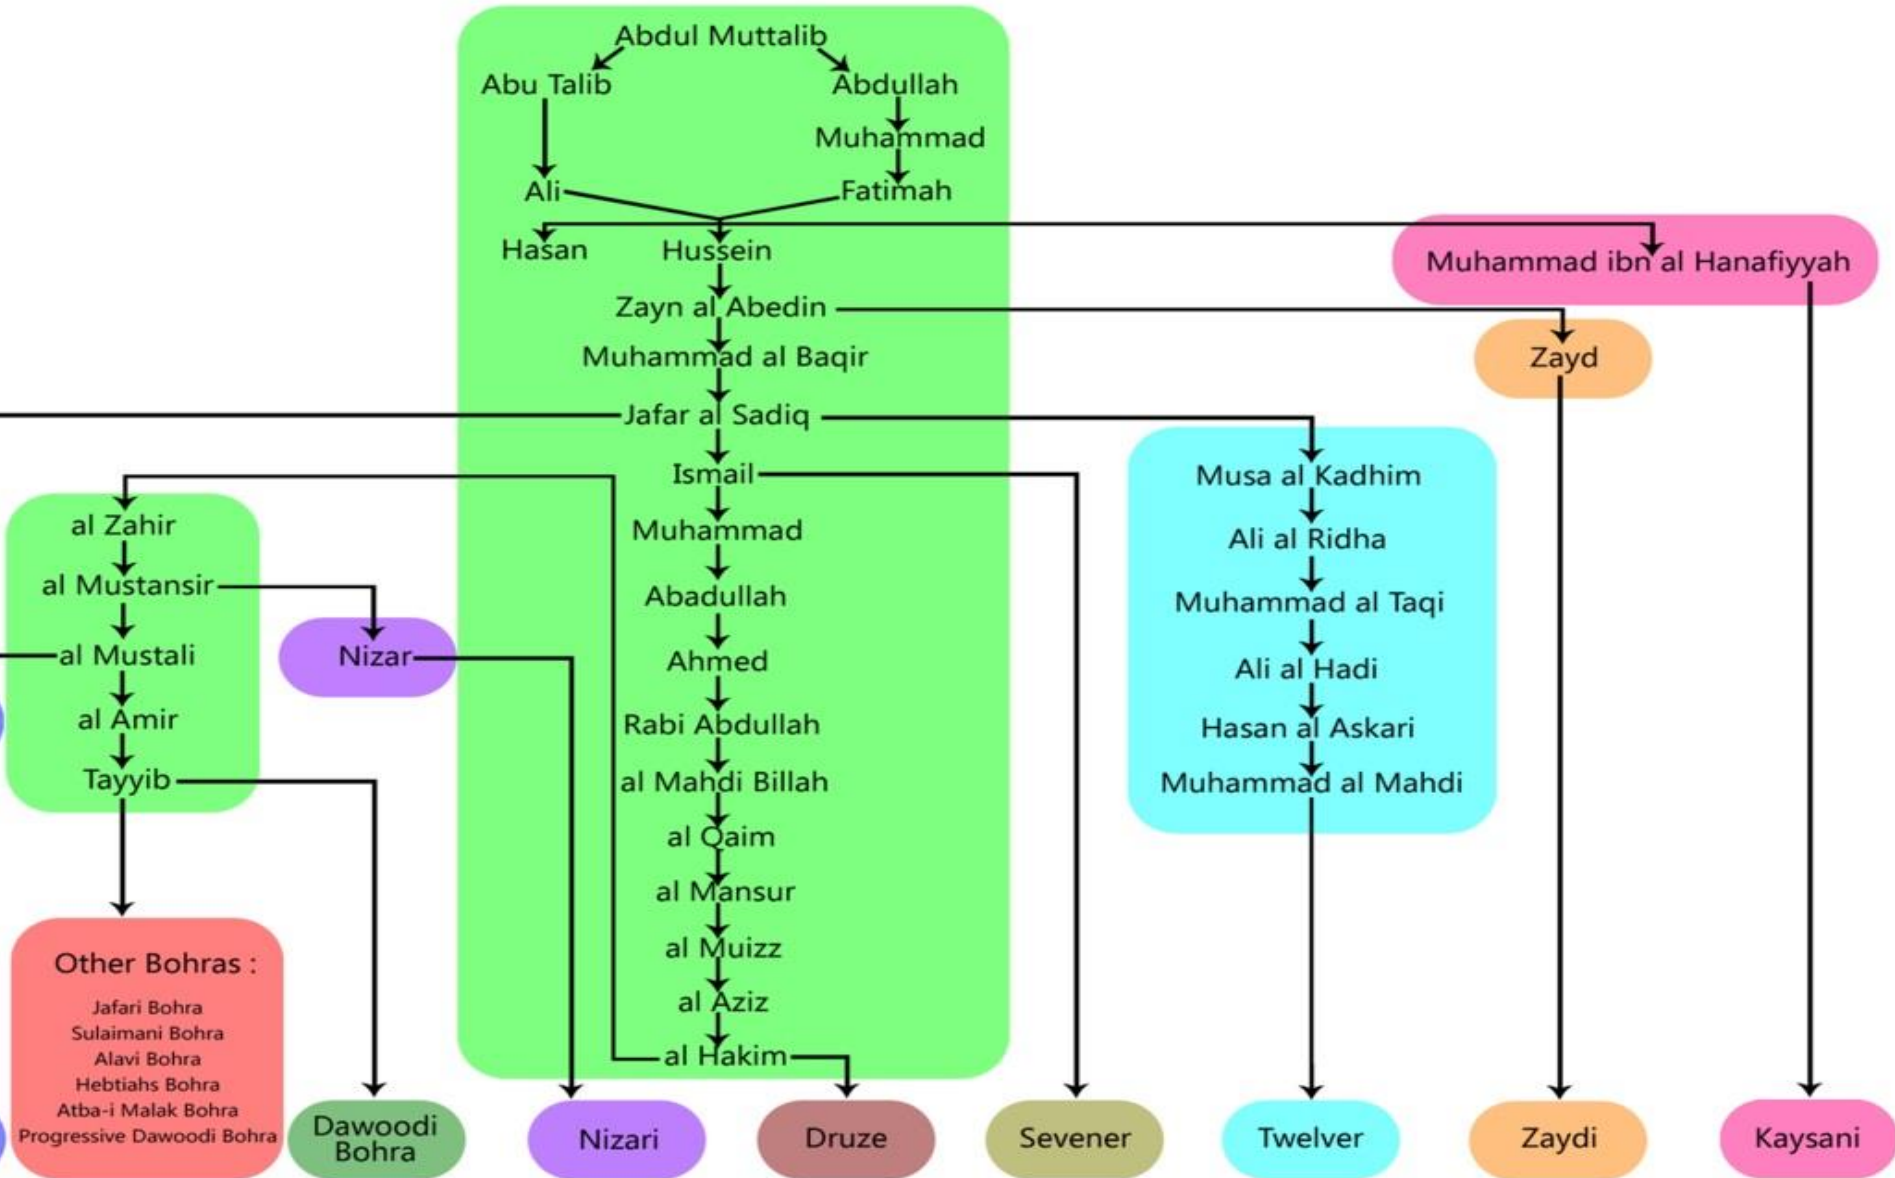 Abdul Muttalib
Abu Talib
Abdullah
Muhammad
Ali
Fatimah
Hasan
Hussein
Muhammad ibn al Hanafiyyah
Zayn al Abedin
Zayd
Muhammad al Baqir
Jafar al Sadiq
Ismail
Muhammad
Abadullah
Ahmed
Rabi Abdullah
al Mahdi Billah
al Qaim
al Mansur
al Muizz
al Aziz
al Hakim
al Zahir
al Mustansir
al Mustali
al Amir
Tayyib
Nizar
Musa al Kadhim
Ali al Ridha
Muhammad al Taqi
Ali al Hadi
Hasan al Askari
Muhammad al Mahdi
Other Bohras :
Jafari Bohra
Sulaimani Bohra
Alavi Bohra
Hebtiahs Bohra
Atba-i Malak Bohra
Progressive Dawoodi Bohra
Dawoodi
Bohra
Nizari
Druze
Sevener
Twelver
Zaydi
Kaysani